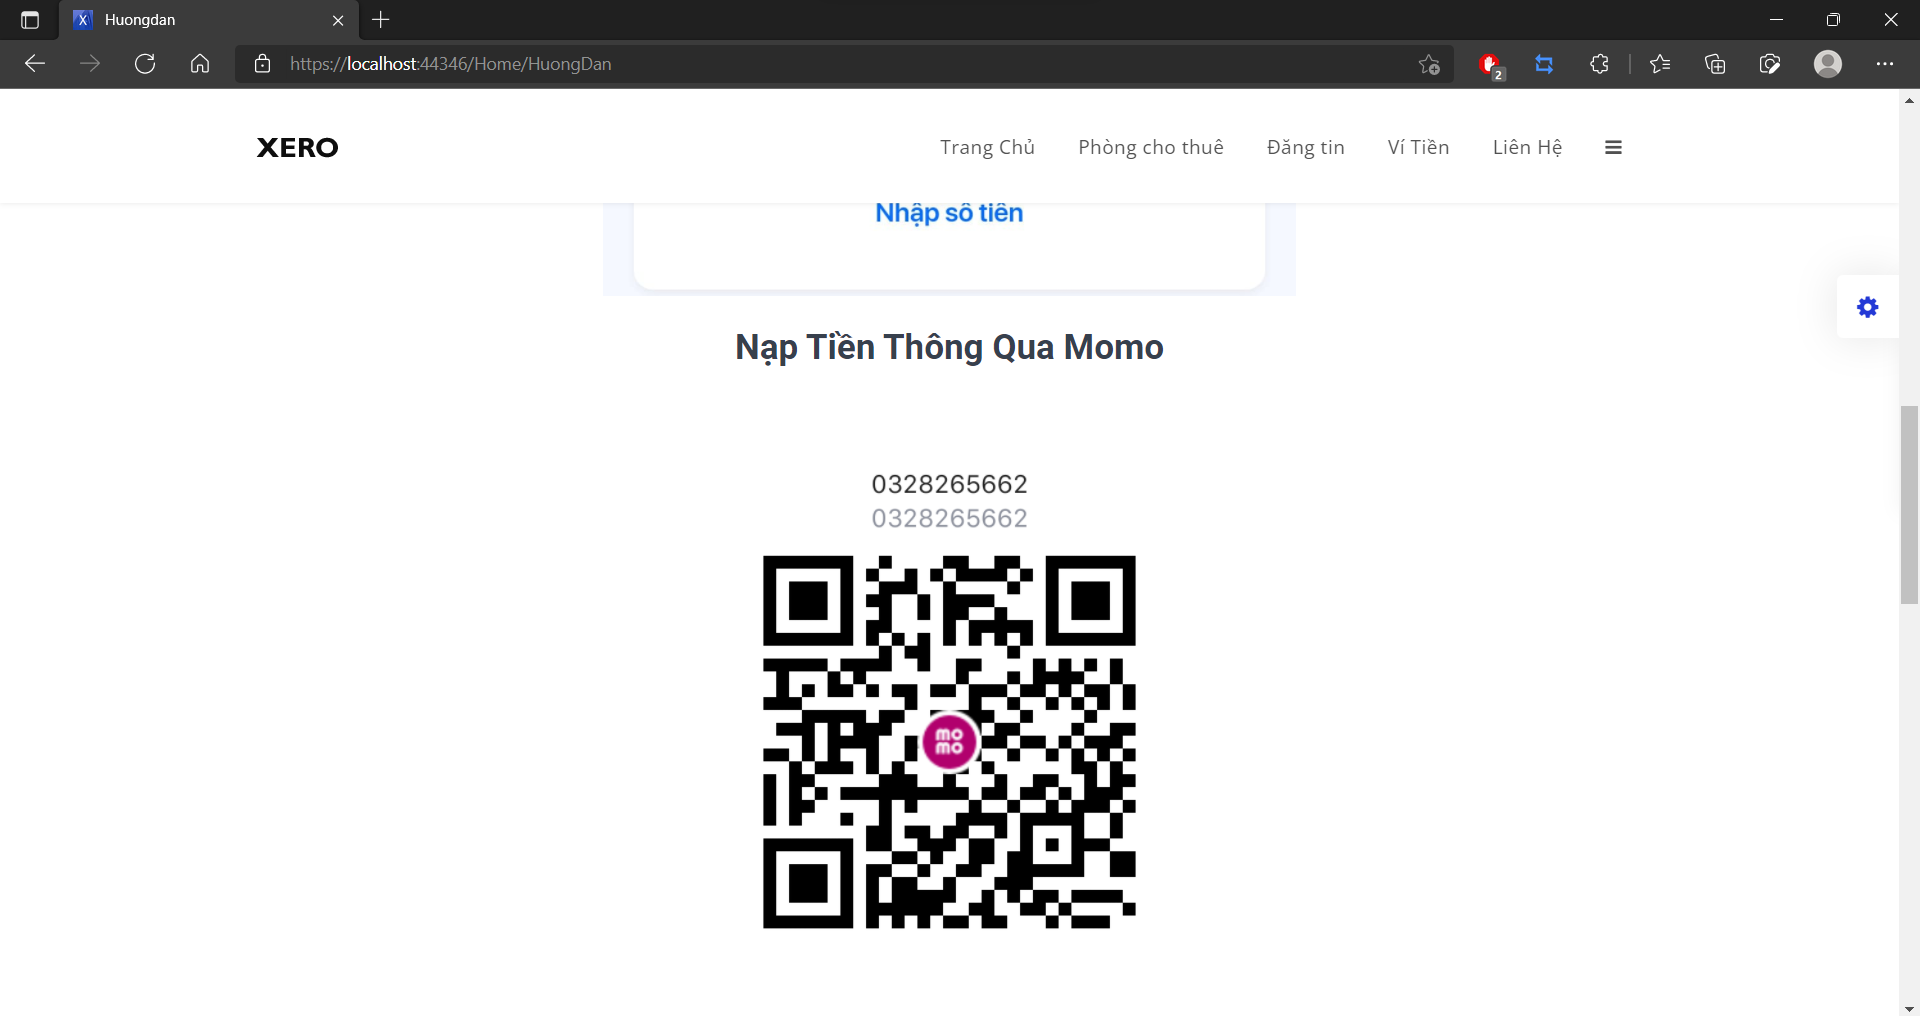 Huongdan
https://localhost:44346/Home/HuongDan
2
XERO
Trang Chủ
Phòng cho thuê
Đăng tin
Ví Tiền
Liên Hệ
Nhập số tiền
Nạp Tiền Thông Qua Momo
0328265662
0328265662
mo
mo